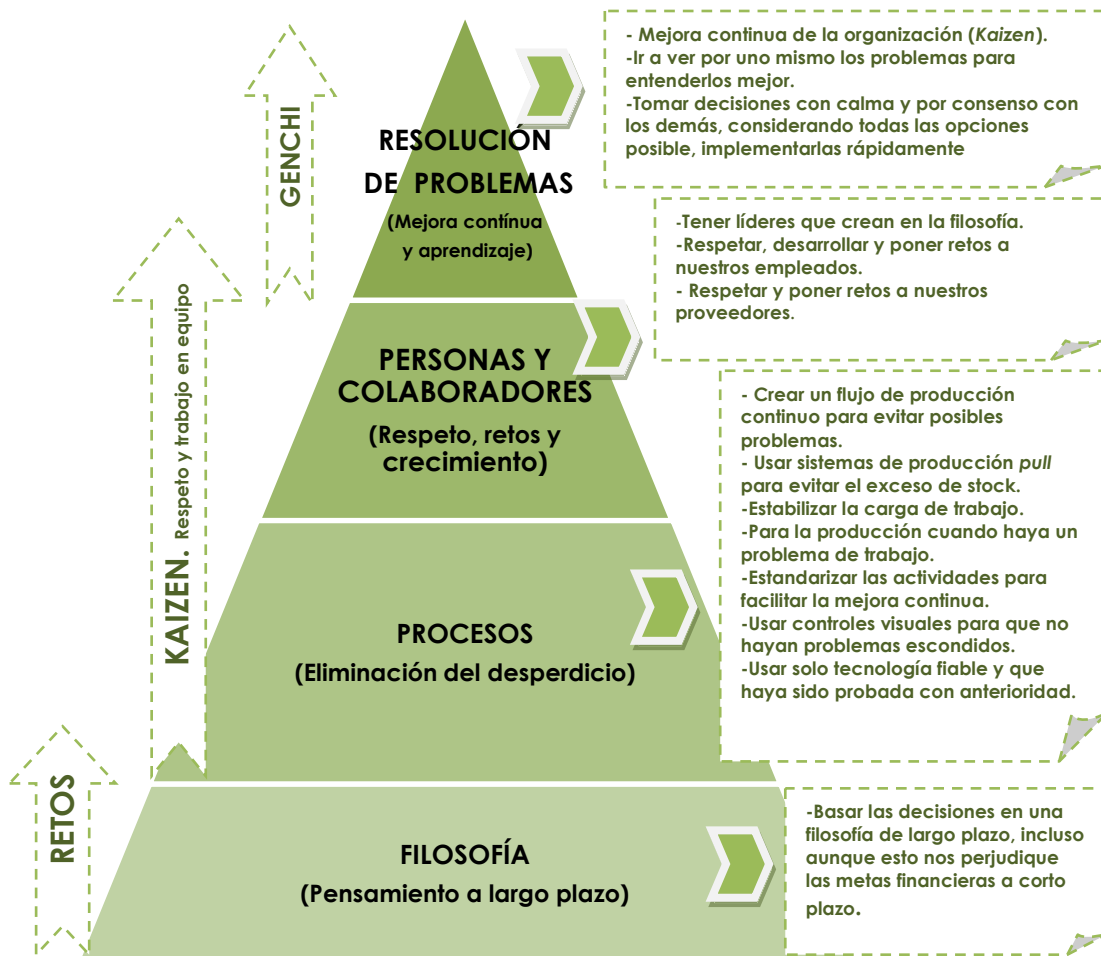 - Mejora continua de la organización (Kaizen).
-Ir a ver por uno mismo los problemas para
entenderlos mejor.
-Tomar decisiones con calma y por consenso con
los demás, considerando todas las opciones
posible, implementarlas rápidamente
GENCHI
RESOLUCIÓN
DE PROBLEMAS
(Mejora contínua
y aprendizaje)
-Tener líderes que crean en la filosofía.
-Respetar, desarrollar y poner retos a
nuestros empleados.
- Respetar y poner retos a nuestros
proveedores.
KAIZEN. Respeto y trabajo en equipo
PERSONAS Y
COLABORADORES
(Respeto, retos y
crecimiento)
- Crear un flujo de producción
continuo para evitar posibles
problemas.
- Usar sistemas de producción pull
para evitar el exceso de stock.
-Estabilizar la carga de trabajo.
-Para la producción cuando haya un
problema de trabajo.
-Estandarizar las actividades para
facilitar la mejora continua.
-Usar controles visuales para que no
hayan problemas escondidos.
-Usar solo tecnología fiable y que
haya sido probada con anterioridad.
PROCESOS
(Eliminación del desperdicio)
RETOS
FILOSOFÍA
(Pensamiento a largo plazo)
-Basar las decisiones en una
filosofía de largo plazo, incluso
aunque esto nos perjudique
las metas financieras a corto
plazo.